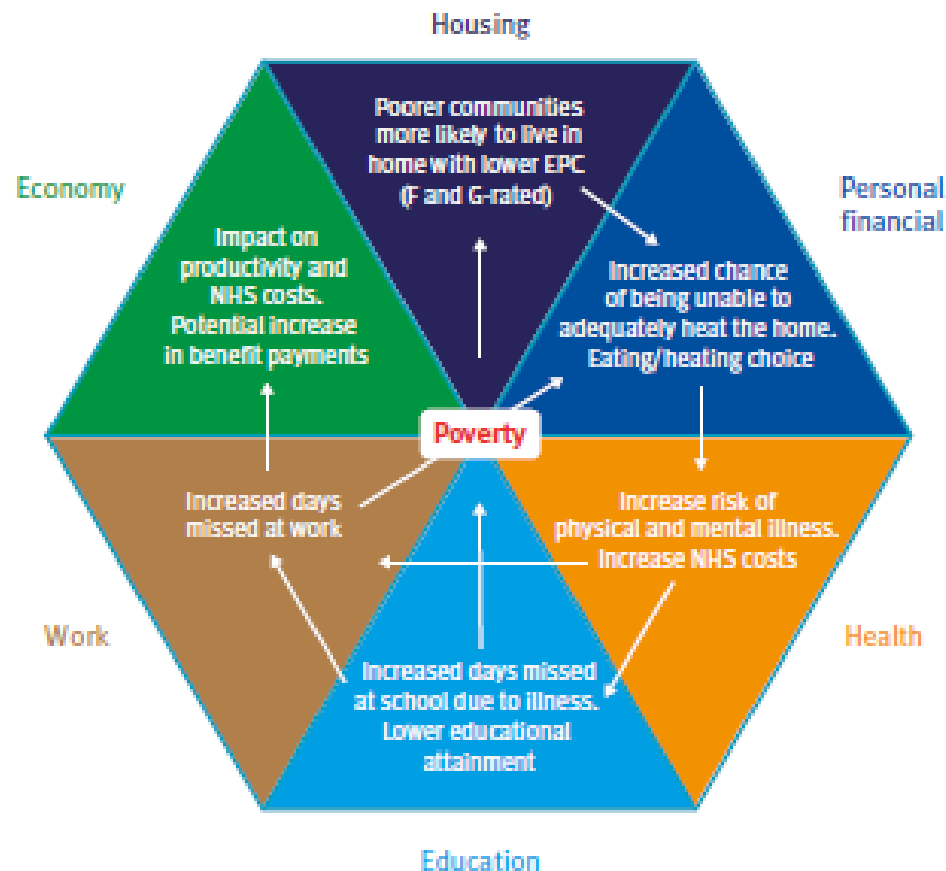 Housing
Poorer communities
more likely to live in
home with lower EPC
(F and G-rated)
Economy
Impact on
productivity and
NHS costs.
Potential increase
in benefit payments
Personal
financial
Increased chance
of being unable to
adequately heat the home.
Eating/heating choice
Poverty
Increased days
missed at work
Work
Increase risk of
physical and mental illness.
Increase NHS costs
Health
Increased days missed
at school due to illness.
Lower educational
attainment
Education